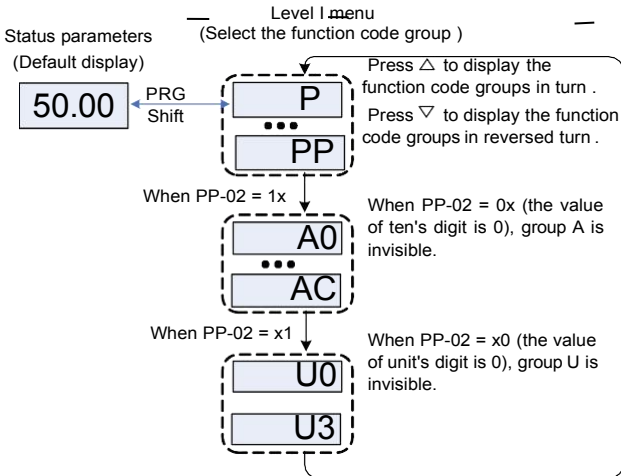 Level I menu
(Select the function code group )
Status parameters
(Default display)
50.00
PRG
Shift
P
PP
Press △ to display the
function code groups in turn .
Press ▽ to display the function
code groups in reversed turn .
When PP-02 = 1x
A0
AC
When PP-02 = 0x (the value
of ten's digit is 0), group A is
invisible.
When PP-02 = x1
U0
U3
When PP-02 = x0 (the value
of unit's digit is 0), group U is
invisible.